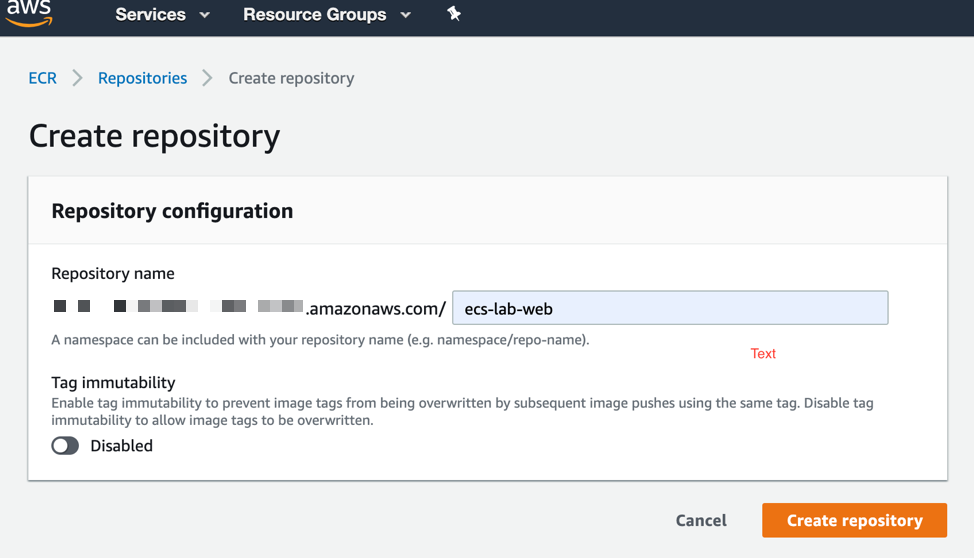 aws
Services
Resource Groups
ECR
Repositories
Create repository
Create repository
Repository configuration
Repository name
.amazonaws.com/
ecs-lab-web
A namespace can be included with your repository name (e.g. namespace/repo-name).
Text
Tag immutability
Enable tag immutability to prevent image tags from being overwritten by subsequent image pushes using the same tag. Disable tag
immutability to allow image tags to be overwritten.
Disabled
Cancel
Create repository